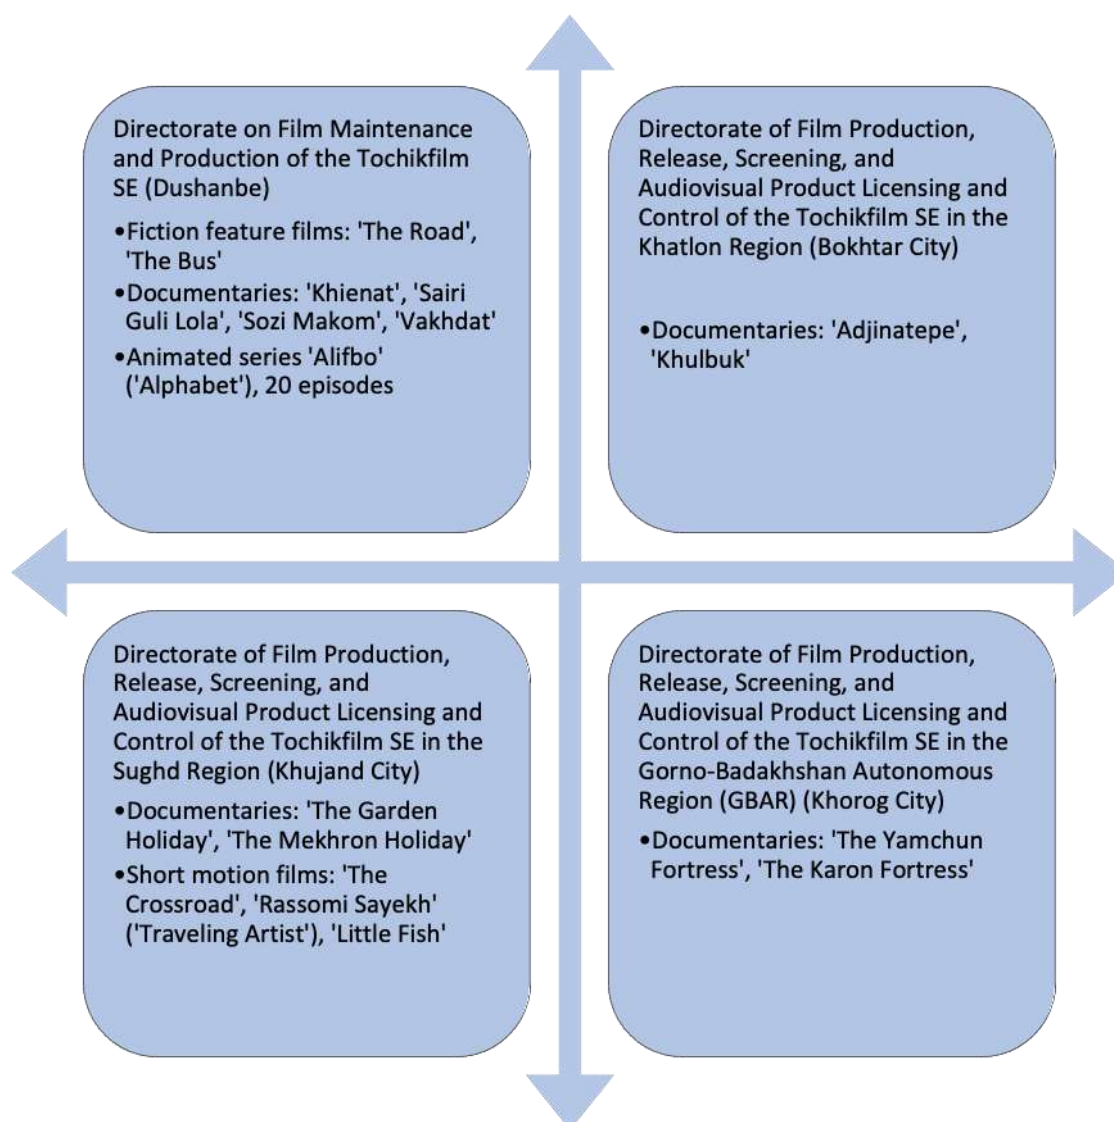 Directorate on Film Maintenance
and Production of the Tochikfilm
SE (Dushanbe)
•Fiction feature films: 'The Road',
'The Bus'
•Documentaries: 'Khienat', 'Sairi
Guli Lola', 'Sozi Makom', 'Vakhdat'
•Animated series 'Alifbo'
('Alphabet'), 20 episodes
Directorate of Film Production,
Release, Screening, and
Audiovisual Product Licensing and
Control of the Tochikfilm SE in the
Khatlon Region (Bokhtar City)
•Documentaries: 'Adjinatepe',
'Khulbuk'
Directorate of Film Production,
Release, Screening, and
Audiovisual Product Licensing and
Control of the Tochikfilm SE in the
Sughd Region (Khujand City)
•Documentaries: 'The Garden
Holiday', 'The Mekhron Holiday'
•Short motion films: 'The
Crossroad', 'Rassomi Sayekh'
('Traveling Artist'), 'Little Fish'
Directorate of Film Production,
Release, Screening, and
Audiovisual Product Licensing and
Control of the Tochikfilm SE in the
Gorno-Badakhshan Autonomous
Region (GBAR) (Khorog City)
•Documentaries: 'The Yamchun
Fortress', 'The Karon Fortress'